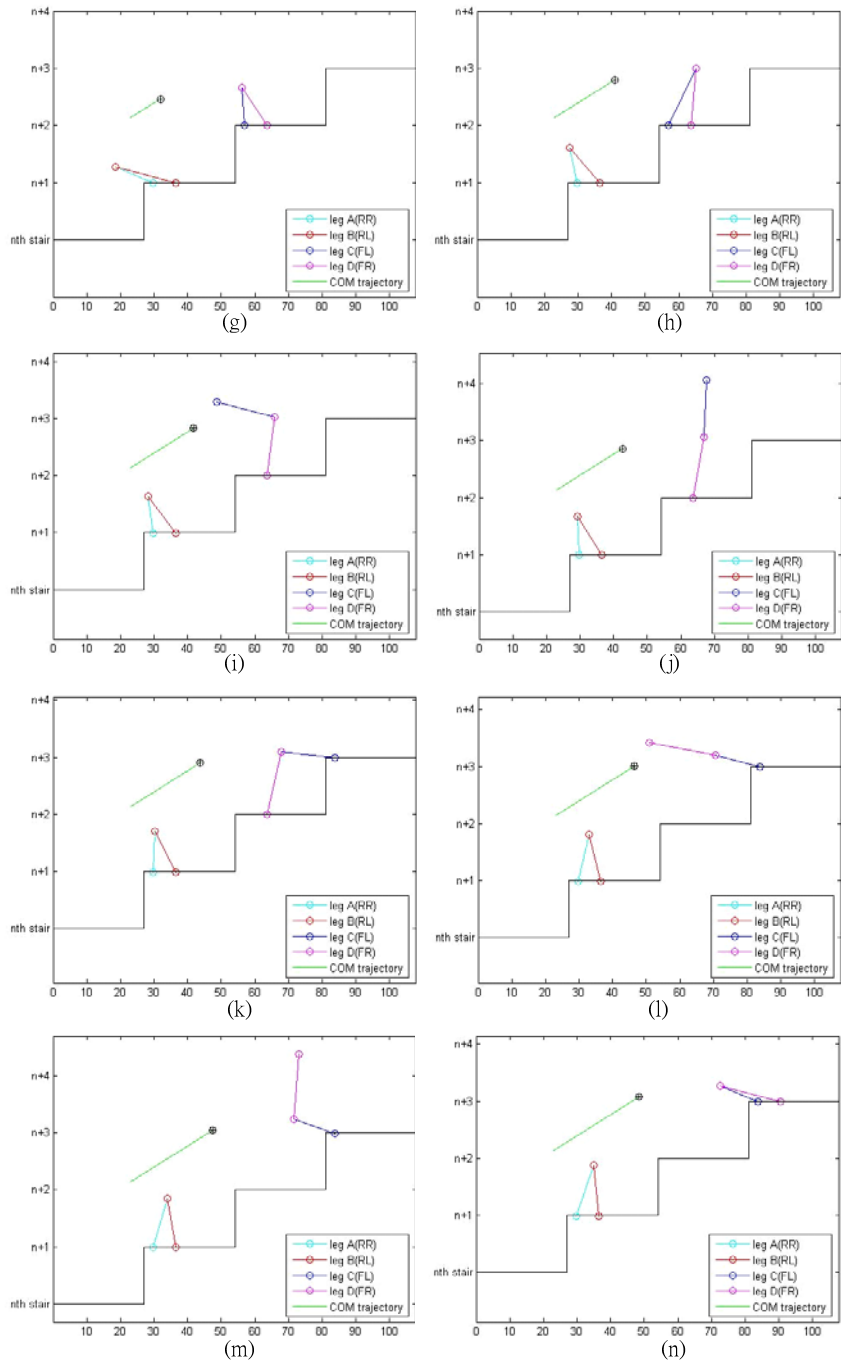 n+4
n+3
n+2
n+1
nth stair
leg A(RR)
leg B(RL)
leg C(FL)
leg D(FR)
COM trajectory
0 10 20 30 40 50 60 70 80 90 100
(g)
n+4
n+3
n+2
n+1
nth stair
leg A(RR)
leg B(RL)
leg C(FL)
leg D(FR)
COM trajectory
0 10 20 30 40 50 60 70 80 90 100
(h)
n+4
n+3
n+2
n+1
nth stair
leg A(RR)
leg B(RL)
leg C(FL)
leg D(FR)
COM trajectory
0 10 20 30 40 50 60 70 80 90 100
(i)
n+4
n+3
n+2
n+1
nth stair
leg A(RR)
leg B(RL)
leg C(FL)
leg D(FR)
COM trajectory
0 10 20 30 40 50 60 70 80 90 100
(j)
n+4
n+3
n+2
n+1
nth stair
leg A(RR)
leg B(RL)
leg C(FL)
leg D(FR)
COM trajectory
0 10 20 30 40 50 60 70 80 90 100
(k)
n+4
n+3
n+2
n+1
nth stair
leg A(RR)
leg B(RL)
leg C(FL)
leg D(FR)
COM trajectory
0 10 20 30 40 50 60 70 80 90 100
(l)
n+4
n+3
n+2
n+1
nth stair
leg A(RR)
leg B(RL)
leg C(FL)
leg D(FR)
COM trajectory
0 10 20 30 40 50 60 70 80 90 100
(m)
n+4
n+3
n+2
n+1
nth stair
leg A(RR)
leg B(RL)
leg C(FL)
leg D(FR)
COM trajectory
0 10 20 30 40 50 60 70 80 90 100
(n)